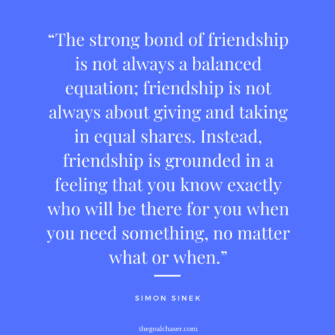 “The strong bond of friendship
is not always a balanced
equation; friendship is not
always about giving and taking
in equal shares. Instead,
friendship is grounded in a
feeling that you know exactly
who will be there for you when
you need something, no matter
what or when.”
SIMON SINEK
thegoalchaser.com